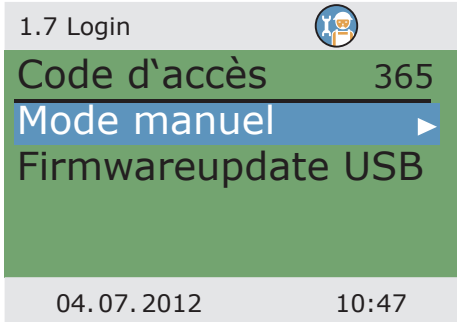 1.7 Login
Code d‘accès 365
Mode manuel
Firmwareupdate USB
04.07.2012 10:47